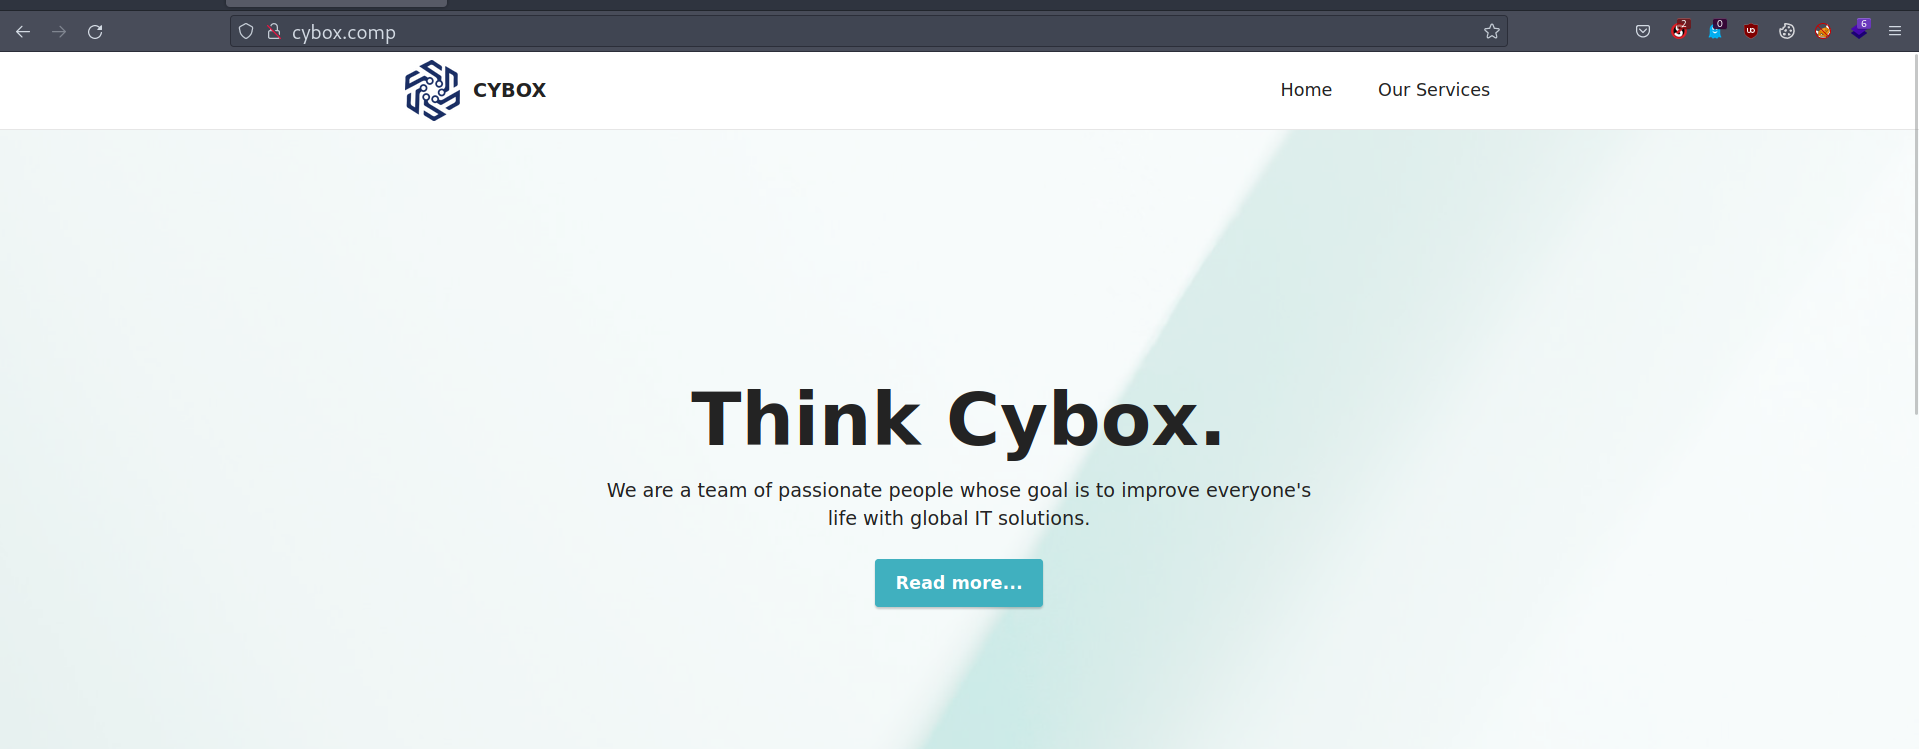 cybox.comp
2
0
UD
6
CYBOX
Home
Our Services
Think Cybox.
We are a team of passionate people whose goal is to improve everyone's
life with global IT solutions.
Read more...